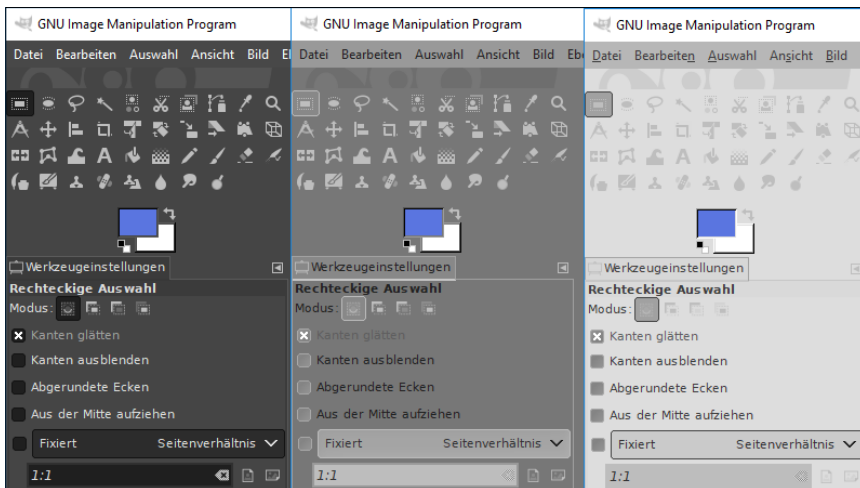 GNU Image Manipulation Program
Datei Bearbeiten Auswahl Ansicht Bild
Werkzeugeinstellungen
Rechteckige Auswahl
Modus:
Kanten glätten
Kanten ausblenden
Abgerundete Ecken
Aus der Mitte aufziehen
Fixiert Seitenverhältnis
1:1
GNU Image Manipulation Program
Datei Bearbeiten Auswahl Ansicht Bild
Werkzeugeinstellungen
Rechteckige Auswahl
Modus:
Kanten glätten
Kanten ausblenden
Abgerundete Ecken
Aus der Mitte aufziehen
Fixiert Seitenverhältnis
1:1
GNU Image Manipulation Program
Datei Bearbeiten Auswahl Ansicht Bild
Werkzeugeinstellungen
Rechteckige Auswahl
Modus:
Kanten glätten
Kanten ausblenden
Abgerundete Ecken
Aus der Mitte aufziehen
Fixiert Seitenverhältnis
1:1